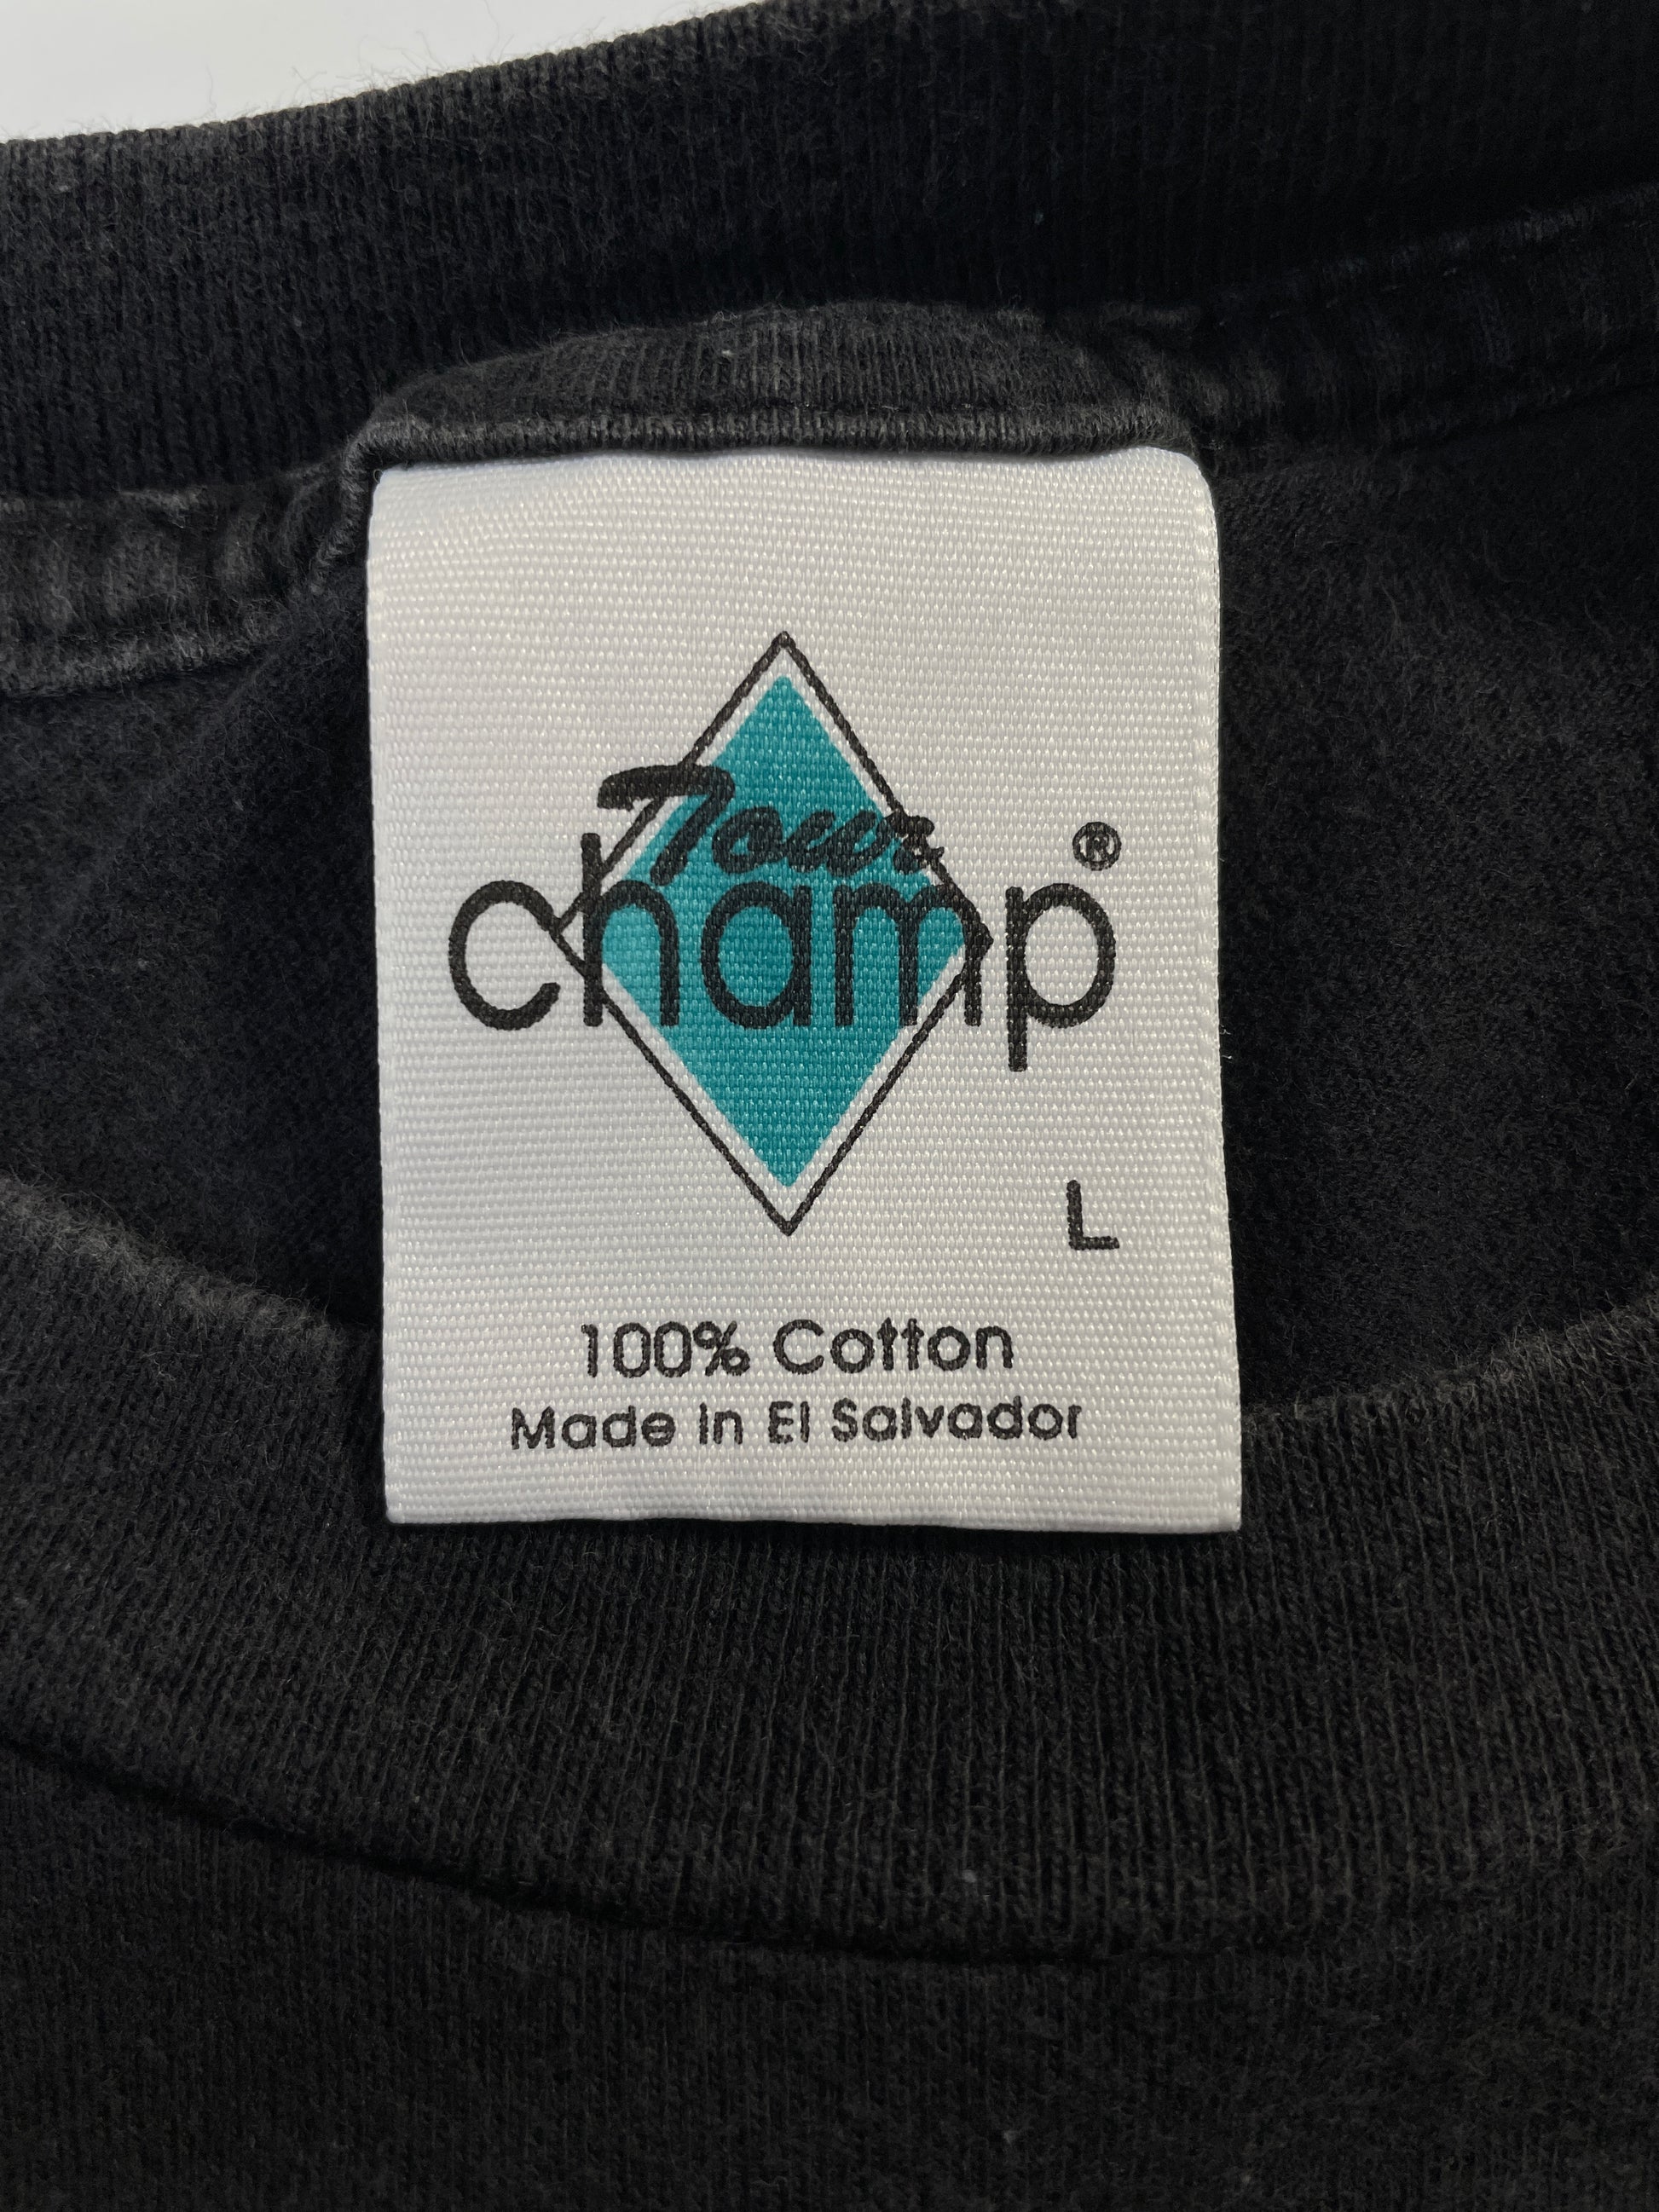 Tour
champ®
L
100% Cotton
Made in El Salvador